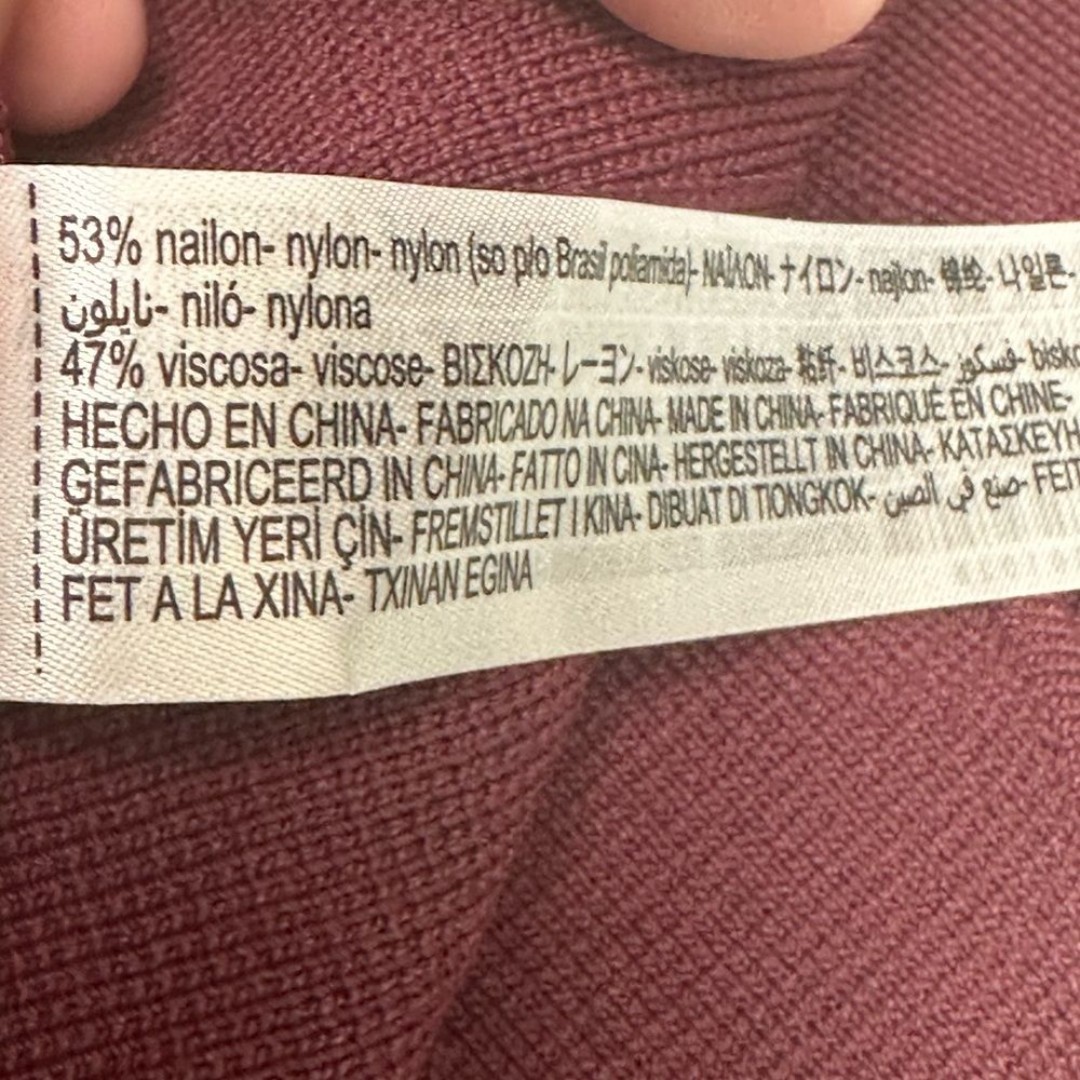 53% nailon- nylon- nylon (so p/o Brasil poliamida)- ΝΑΪΛΟΝ- ナイロン- najlon- 锦纶- 나일론-
نايلون- niló- nylona
47% viscosa- viscose- ΒΙΣΚΟΖΗ- レーヨン- viskose- viskoza- 粘纤- 비스코스- فسكوز- bisko
HECHO EN CHINA- FABRICADO NA CHINA- MADE IN CHINA- FABRIQUÉ EN CHINE-
GEFABRICEERD IN CHINA- FATTO IN CINA- HERGESTELLT IN CHINA- ΚΑΤΑΣΚΕΥΗ
ÜRETİM YERİ ÇİN- FREMSTILLET I KINA- DIBUAT DI TIONGKOK- صنع في الصين- FEIT
FET A LA XINA- TXINAN EGINA